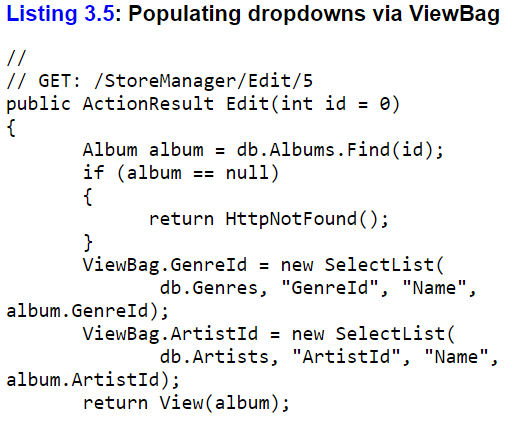 Listing 3.5: Populating dropdowns via ViewBag
//
// GET: /StoreManager/Edit/5
public ActionResult Edit(int id = 0)
{
Album album = db.Albums.Find(id);
if (album == null)
{
return HttpNotFound();
}
ViewBag.GenreId = new SelectList(
db.Genres, "GenreId", "Name",
album.GenreId);
ViewBag.ArtistId = new SelectList(
db.Artists, "ArtistId", "Name",
album.ArtistId);
return View(album);